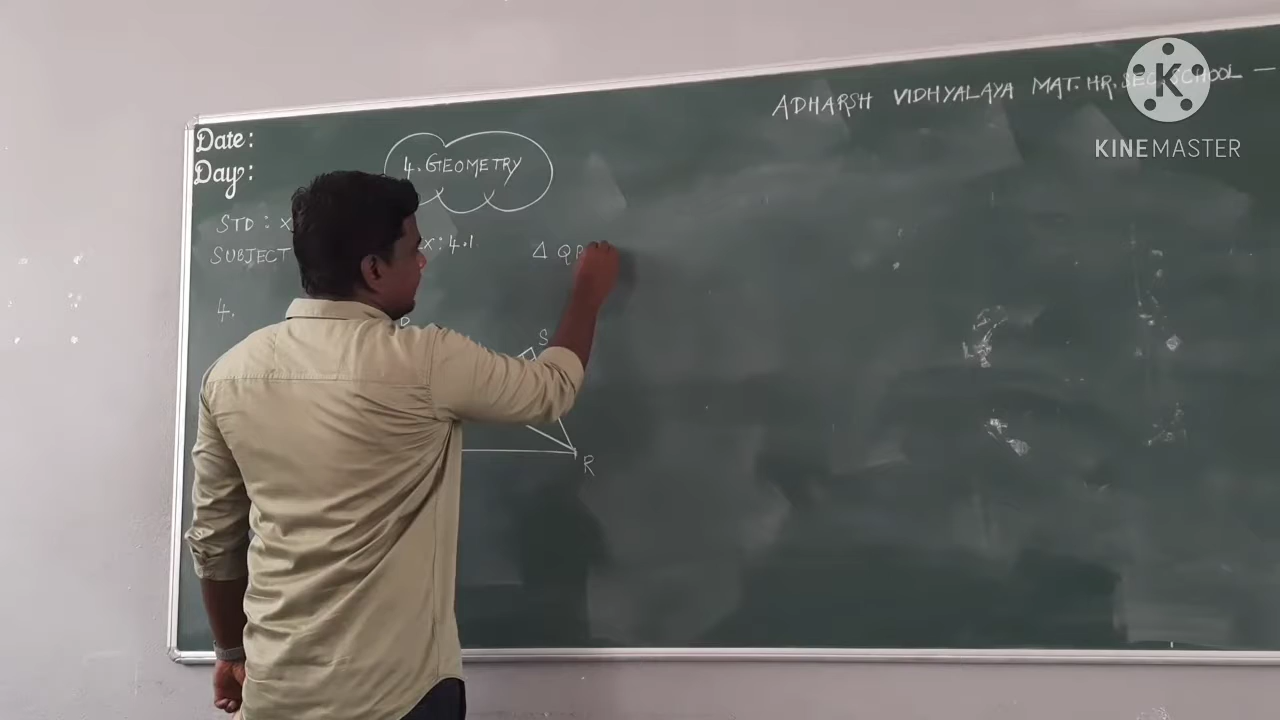 ADHARSH VIDHYALAYA MAT. HR. SEC. SCHOOL —
K
KINEMASTER
Date:
Day:
4. GEOMETRY
STD : X
SUBJECT
X: 4.1
Δ QP
4.
S
R